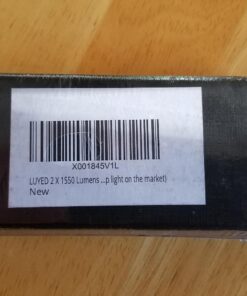 X001845V1L
LUYED 2 X 1550 Lumens ...p light on the market)
New